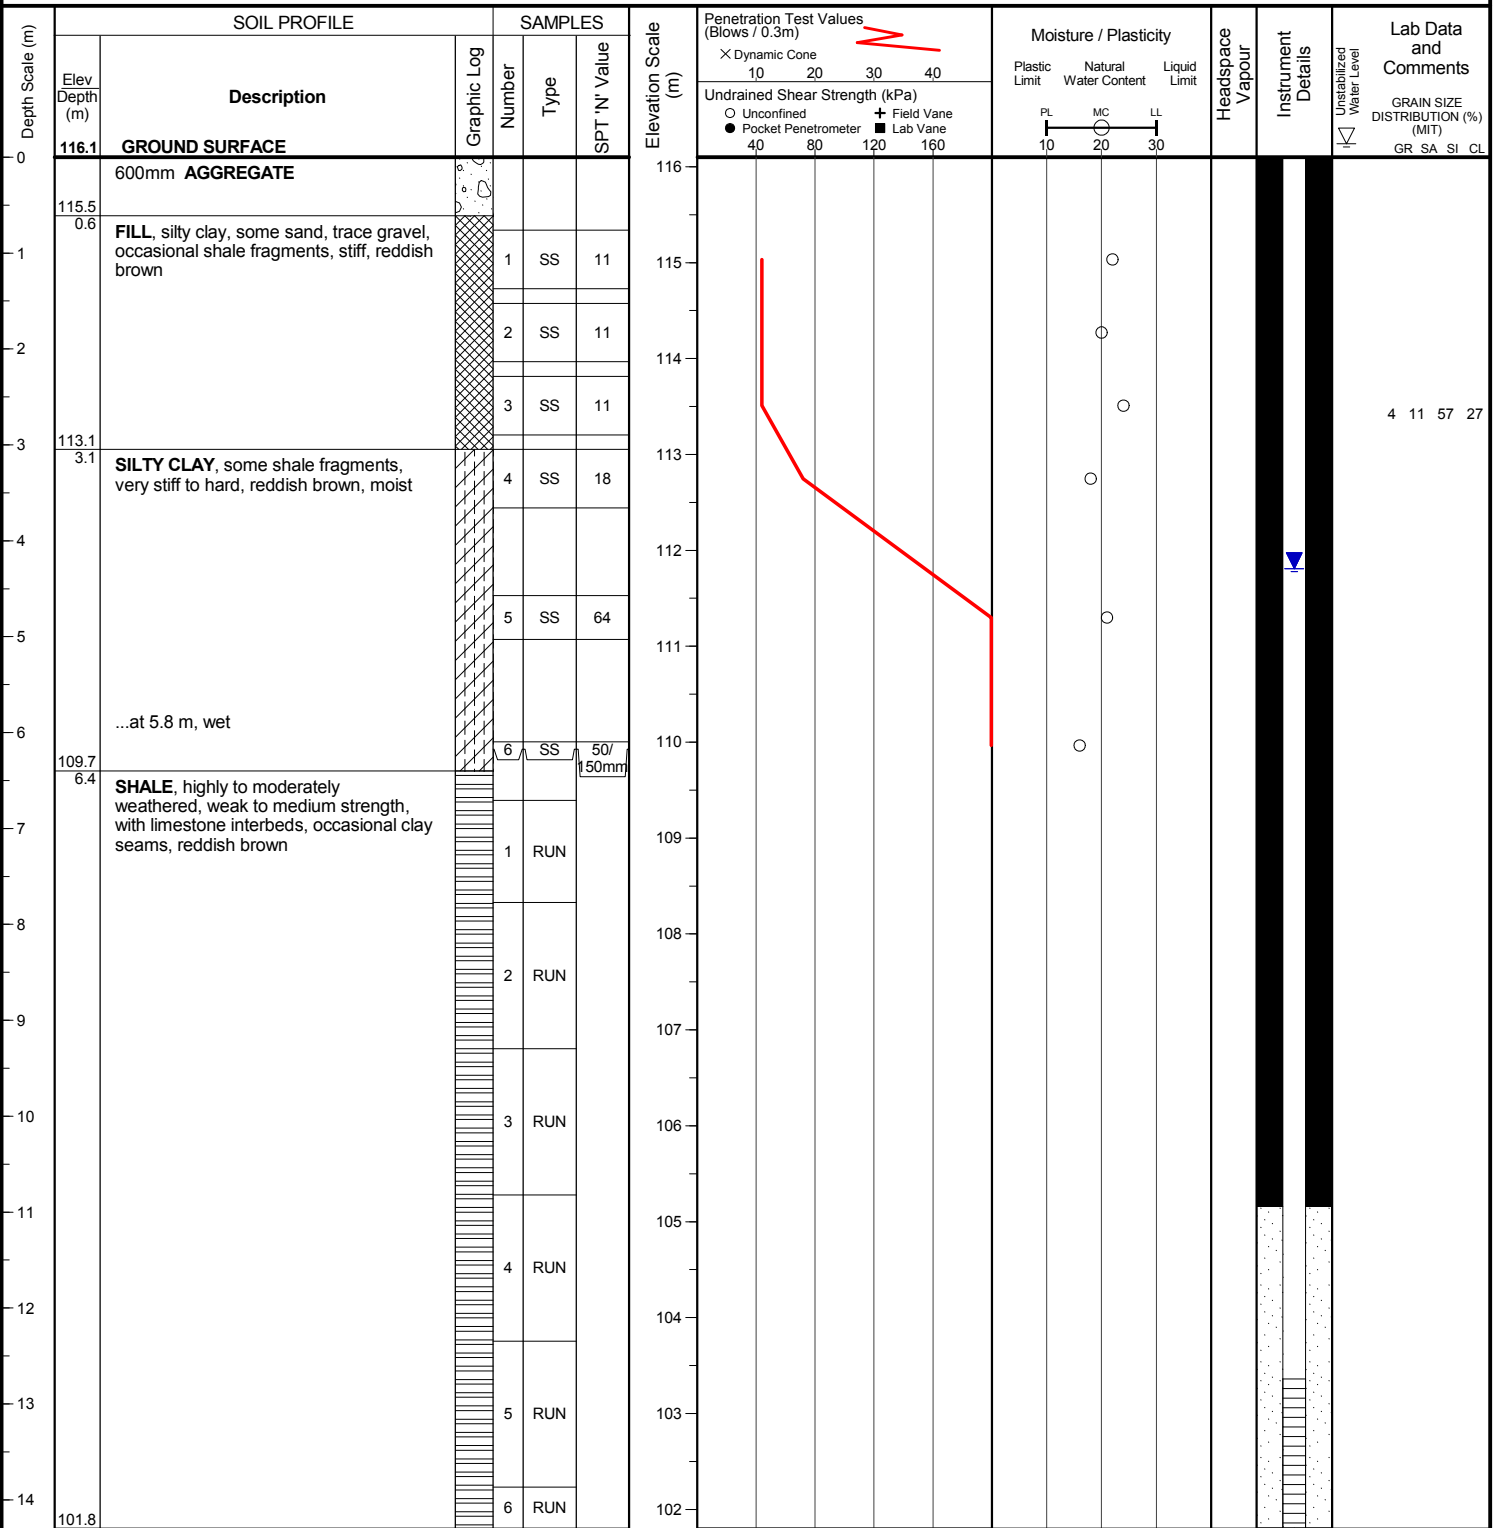 Depth Scale (m)
SOIL PROFILE
Elev
Depth
(m)
Description
116.1 GROUND SURFACE
Graphic Log
SAMPLES
Number
Type
SPT 'N' Value
Elevation Scale
(m)
Penetration Test Values
(Blows / 0.3m)
× Dynamic Cone
10 20 30 40
Undrained Shear Strength (kPa)
Unconfined + Field Vane
Pocket Penetrometer Lab Vane
40 80 120 160
Moisture / Plasticity
Plastic Natural Liquid
Limit Water Content Limit
PL MC LL
10 20 30
Headspace
Vapour
Instrument
Details
Unstabilized
Water Level
Lab Data
and
Comments
GRAIN SIZE
DISTRIBUTION (%)
(MIT)
GR SA SI CL
0
600mm AGGREGATE
116
115.5
0.6
FILL, silty clay, some sand, trace gravel,
occasional shale fragments, stiff, reddish
brown
1
1 SS 11
115
2 SS 11
2
114
3 SS 11
4 11 57 27
3
113.1
3.1
113
SILTY CLAY, some shale fragments,
very stiff to hard, reddish brown, moist
4 SS 18
4
112
5 SS 64
5
111
...at 5.8 m, wet
6
110
6 SS 50/
150mm
109.7
6.4
SHALE, highly to moderately
weathered, weak to medium strength,
with limestone interbeds, occasional clay
seams, reddish brown
7
109
1 RUN
8
108
2 RUN
9
107
10
3 RUN
106
11
105
4 RUN
12
104
13
5 RUN
103
14
6 RUN
102
101.8